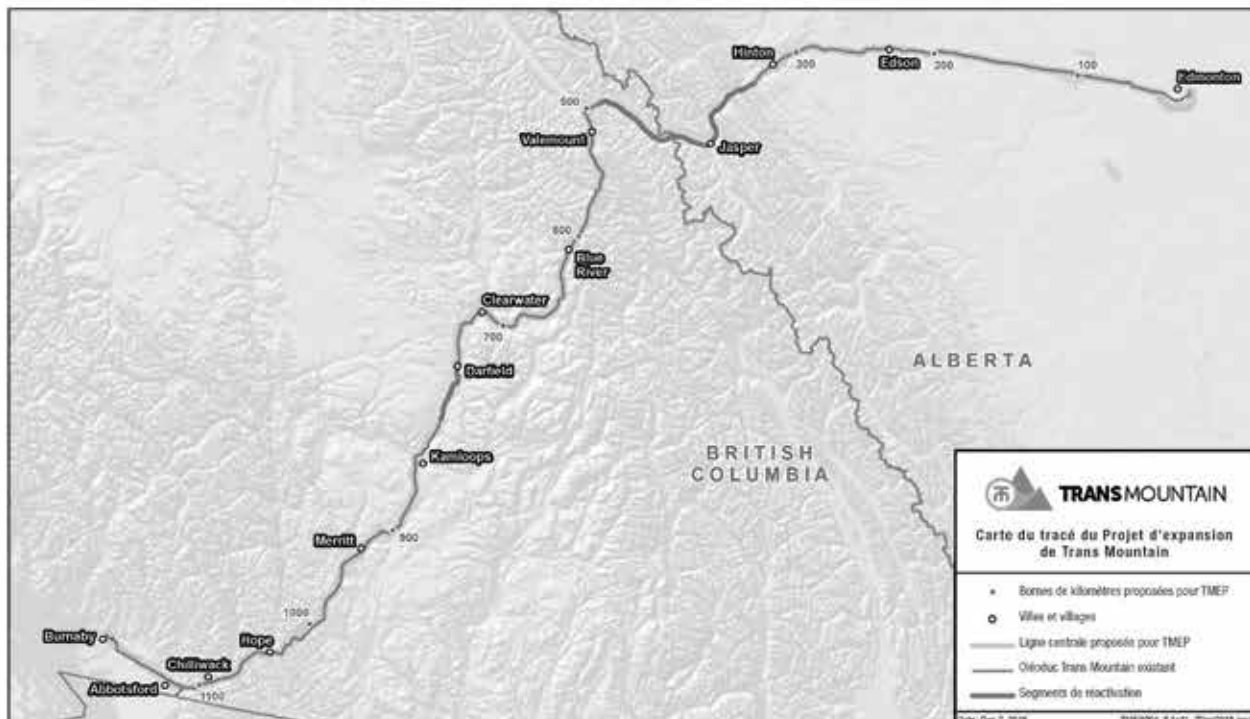 Hinton
300
Edson
200
100
Edmonton
500
Valemount
Jasper
600
Blue
River
Clearwater
700
Darfield
ALBERTA
Kamloops
BRITISH
COLUMBIA
Merritt
900
1000
Hope
Burnaby
Chilliwack
Abbotsford
1100
TRANSMOUNTAIN
Carte du tracé du Projet d'expansion
de Trans Mountain
Bornes de kilomètres proposées pour TMEP
Villes et villages
Ligne centrale proposée pour TMEP
Oléoduc Trans Mountain existant
Segments de réactivation